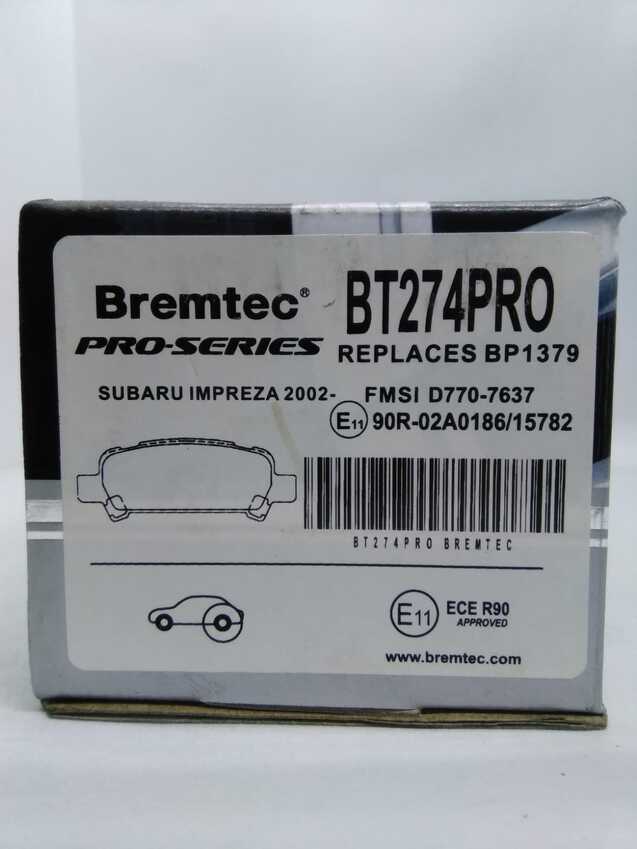 Bremtec®
PRO-SERIES
BT274PRO
REPLACES BP1379
SUBARU IMPREZA 2002-
FMSI D770-7637
E11 90R-02A0186/15782
BT274PRO BREMTEC
E11
ECE R90
APPROVED
www.bremtec.com